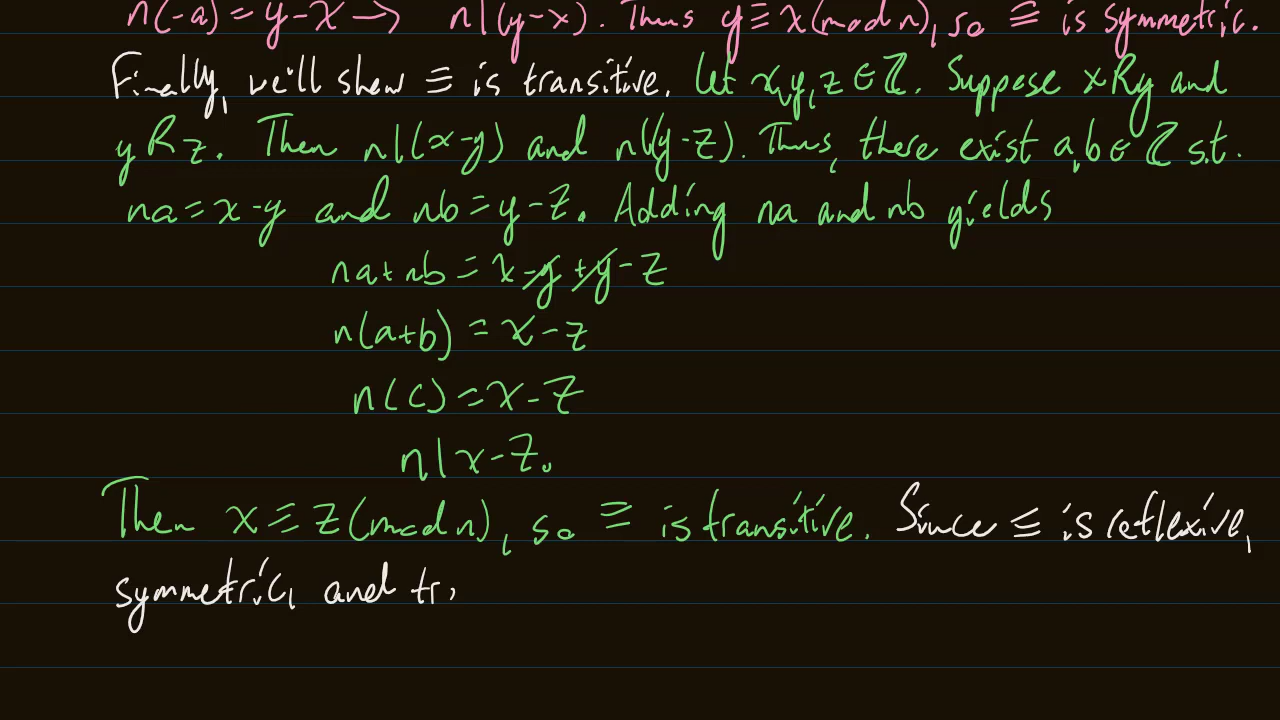 n(-a) = y-x → n|(y-x). Thus y≡x(mod n), so ≡ is symmetric.
Finally, we'll show ≡ is transitive. Let x,y,z∈ℤ. Suppose xRy and
yRz. Then n|(x-y) and n|(y-z). Thus, there exist a,b∈ℤ s.t.
na=x-y and nb=y-z. Adding na and nb yields
na+nb = x-y+y-z
n(a+b) = x-z
n(c) = x-z
n|x-z.
Then x≡z(mod n), so ≡ is transitive. Since ≡ is reflexive,
symmetric, and tr